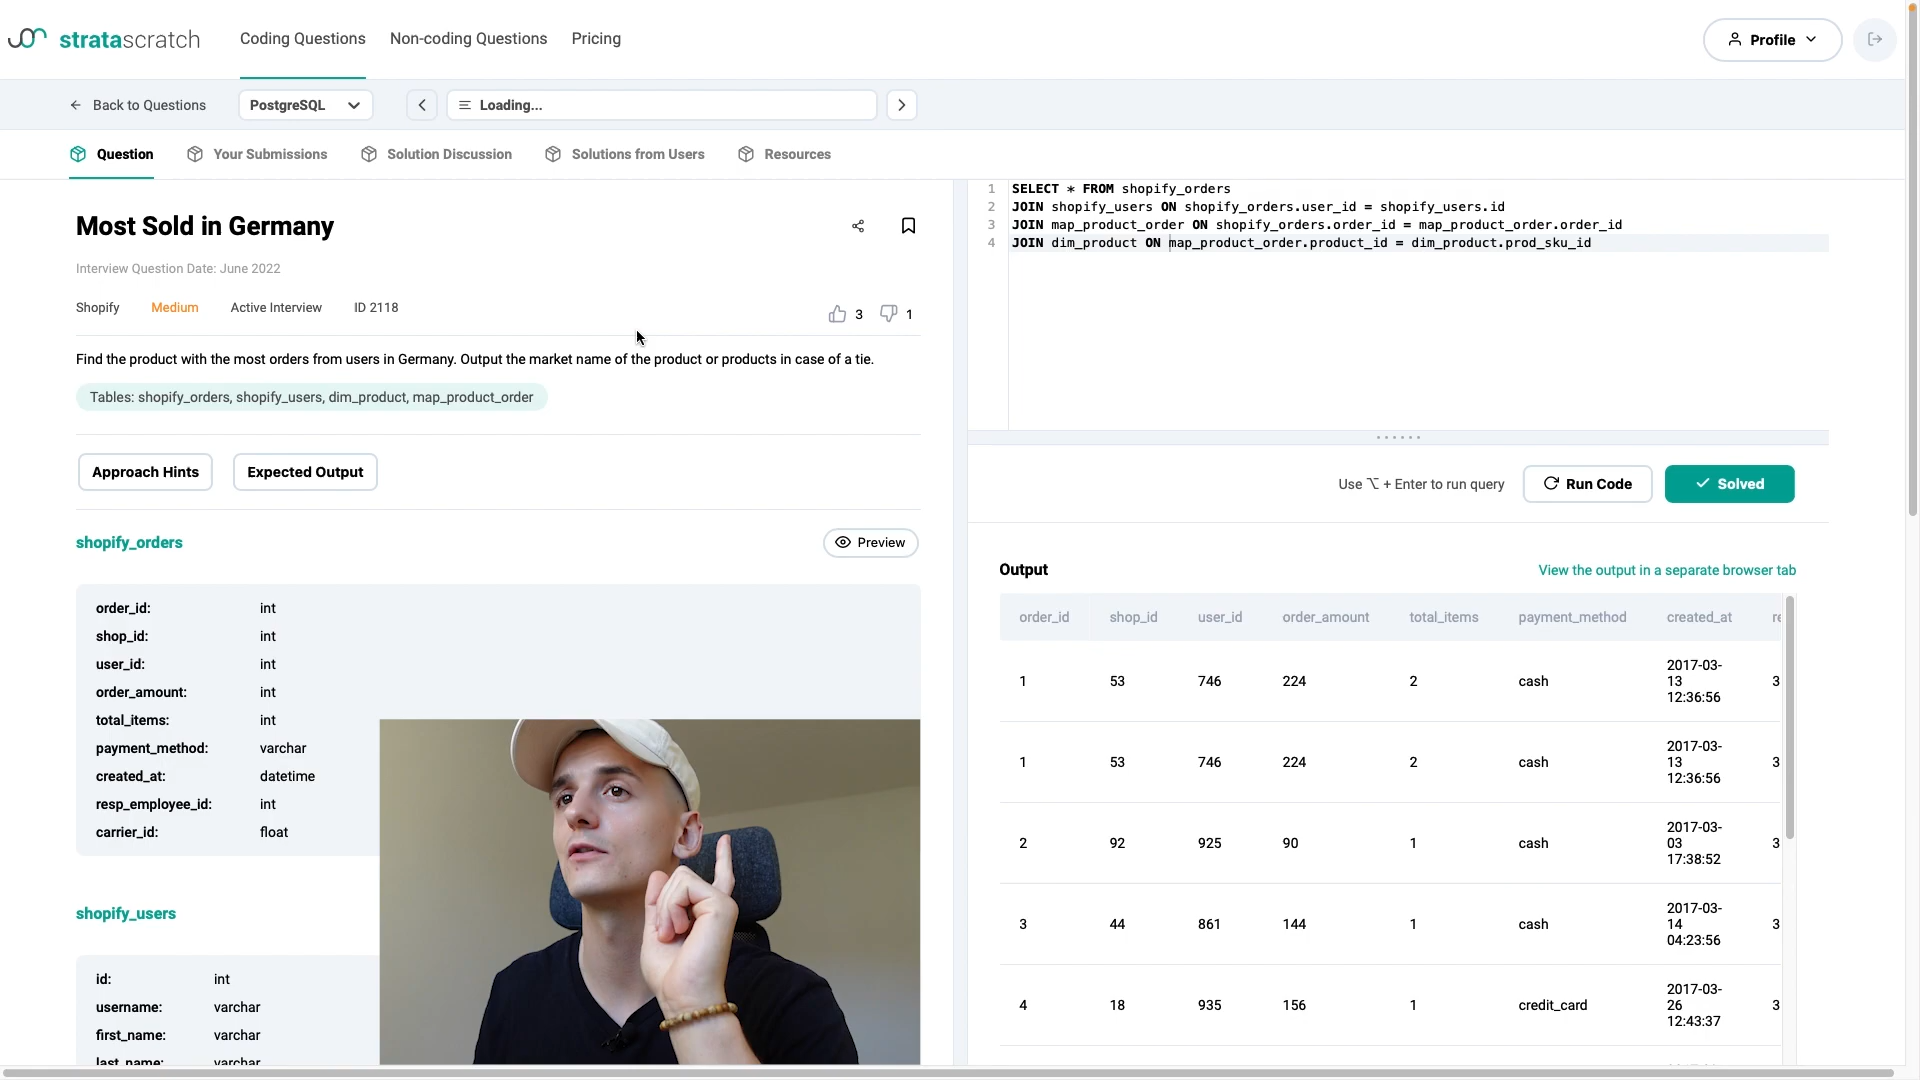 stratascratch
Coding Questions
Non-coding Questions
Pricing
Profile
Back to Questions
PostgreSQL
Loading...
Question
Your Submissions
Solution Discussion
Solutions from Users
Resources
Most Sold in Germany
Interview Question Date: June 2022
Shopify
Medium
Active Interview
ID 2118
3
1
Find the product with the most orders from users in Germany. Output the market name of the product or products in case of a tie.
Tables: shopify_orders, shopify_users, dim_product, map_product_order
Approach Hints
Expected Output
shopify_orders
Preview
order_id: int
shop_id: int
user_id: int
order_amount: int
total_items: int
payment_method: varchar
created_at: datetime
resp_employee_id: int
carrier_id: float
shopify_users
id: int
username: varchar
first_name: varchar
last_name: varchar
1 SELECT * FROM shopify_orders
2 JOIN shopify_users ON shopify_orders.user_id = shopify_users.id
3 JOIN map_product_order ON shopify_orders.order_id = map_product_order.order_id
4 JOIN dim_product ON map_product_order.product_id = dim_product.prod_sku_id
Use ⌥ + Enter to run query
Run Code
Solved
Output
View the output in a separate browser tab
order_id shop_id user_id order_amount total_items payment_method created_at re
1 53 746 224 2 cash 2017-03-13 12:36:56 3
1 53 746 224 2 cash 2017-03-13 12:36:56 3
2 92 925 90 1 cash 2017-03-03 17:38:52 3
3 44 861 144 1 cash 2017-03-14 04:23:56 3
4 18 935 156 1 credit_card 2017-03-26 12:43:37 3